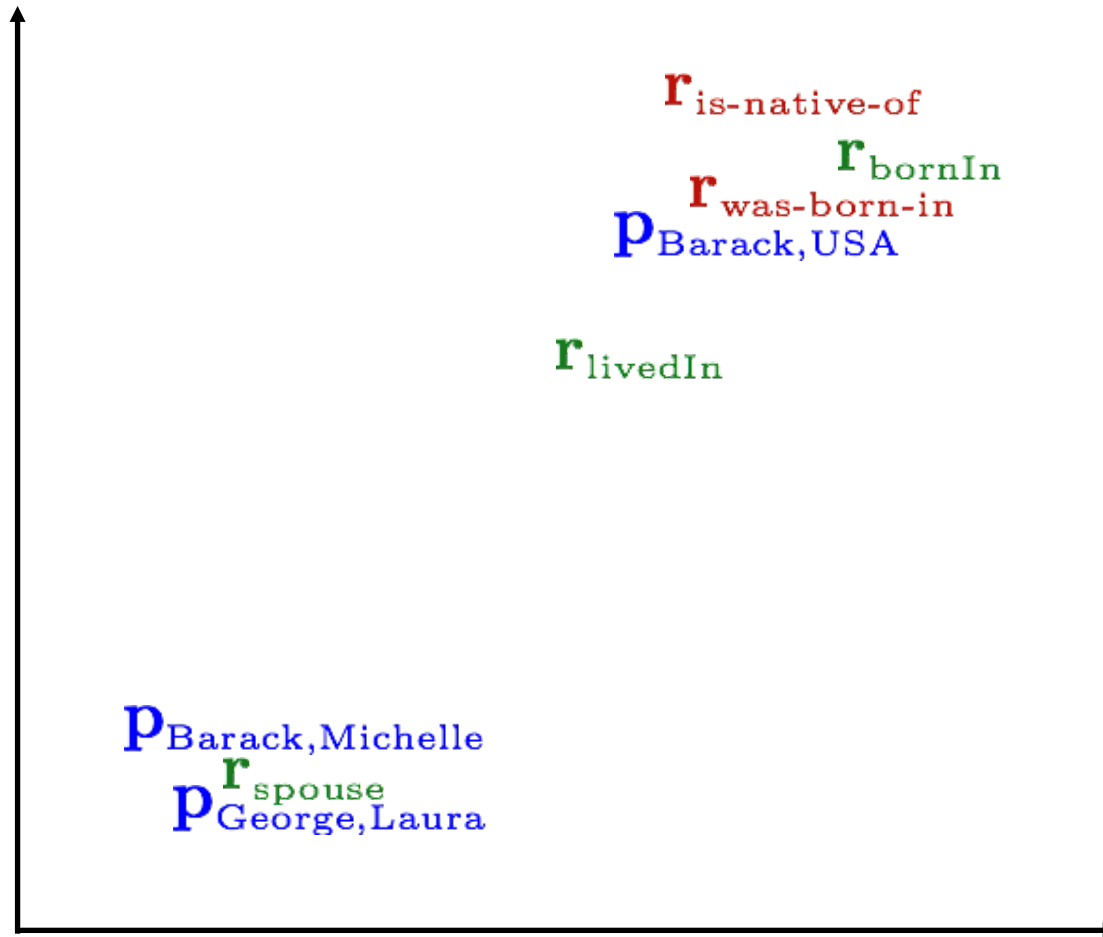 r is-native-of
r bornIn
r was-born-in
p Barack,USA
r livedIn
p Barack,Michelle
r spouse
p George,Laura